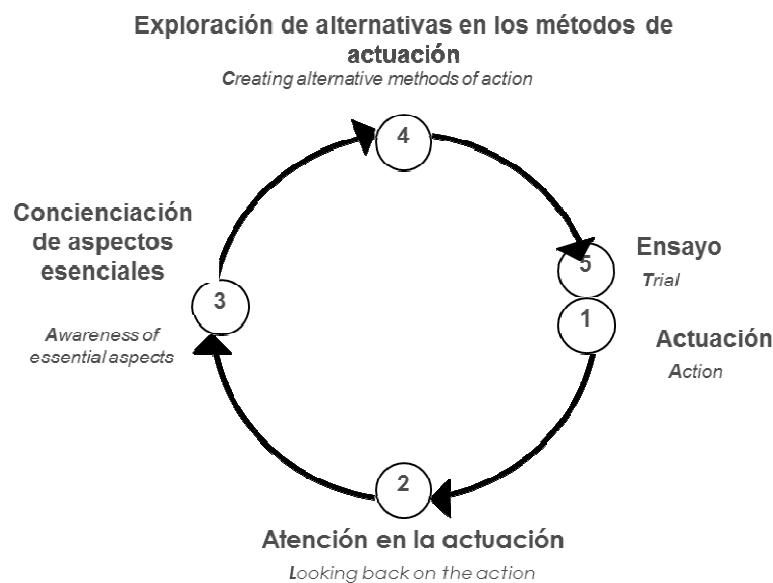 Exploración de alternativas en los métodos de
actuación
Creating alternative methods of action
4
Concienciación
de aspectos
esenciales
3
Awareness of
essential aspects
Ensayo
5
Trial
1
Actuación
Action
2
Atención en la actuación
Looking back on the action